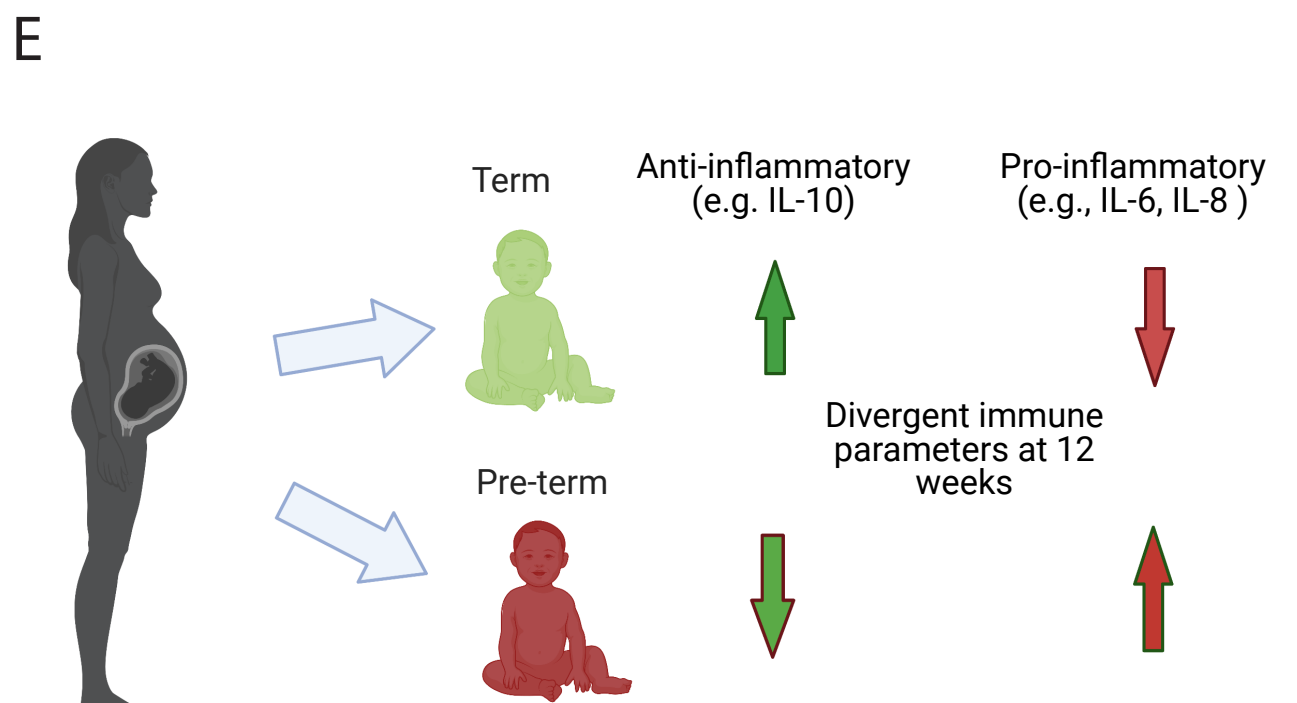 E
Term
Anti-inflammatory
(e.g. IL-10)
Pro-inflammatory
(e.g., IL-6, IL-8 )
Divergent immune
parameters at 12
weeks
Pre-term